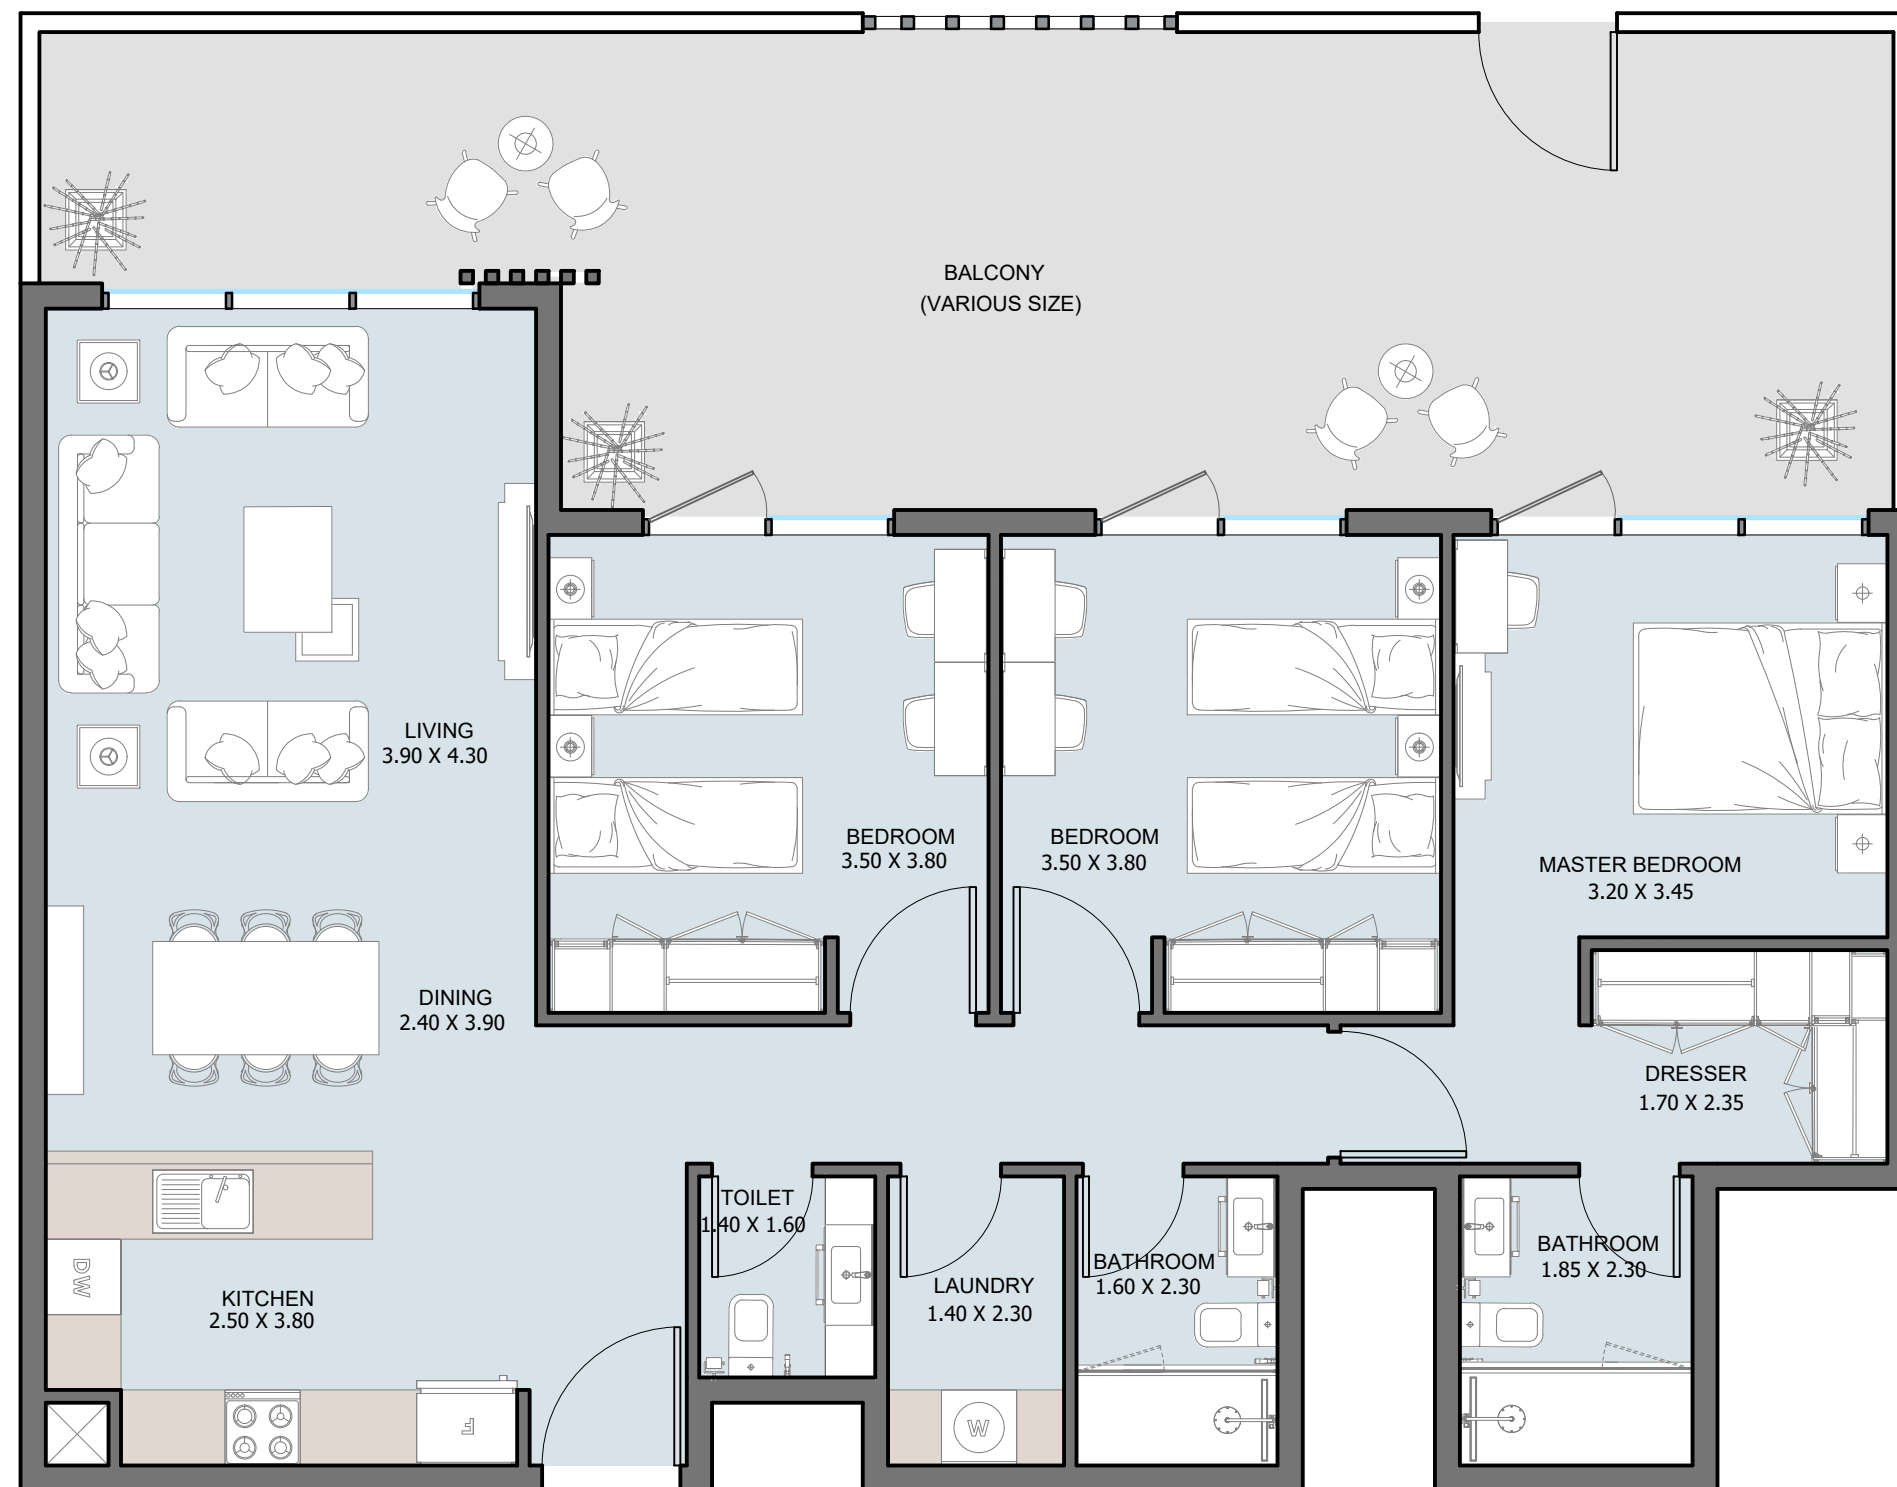 BALCONY
(VARIOUS SIZE)
LIVING
3.90 X 4.30
BEDROOM
3.50 X 3.80
BEDROOM
3.50 X 3.80
MASTER BEDROOM
3.20 X 3.45
DINING
2.40 X 3.90
DRESSER
1.70 X 2.35
TOILET
1.40 X 1.60
BATHROOM
1.60 X 2.30
BATHROOM
1.85 X 2.30
LAUNDRY
1.40 X 2.30
DW
KITCHEN
2.50 X 3.80
F
W